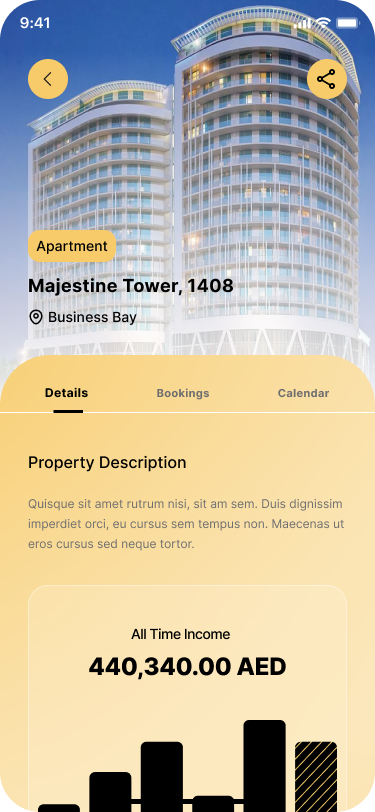 9:41
Apartment
Majestine Tower, 1408
Business Bay
Details Bookings Calendar
Property Description
Quisque sit amet rutrum nisi, sit am sem. Duis dignissim
imperdiet orci, eu cursus sem tempus non. Maecenas ut
eros cursus sed neque tortor.
All Time Income
440,340.00 AED